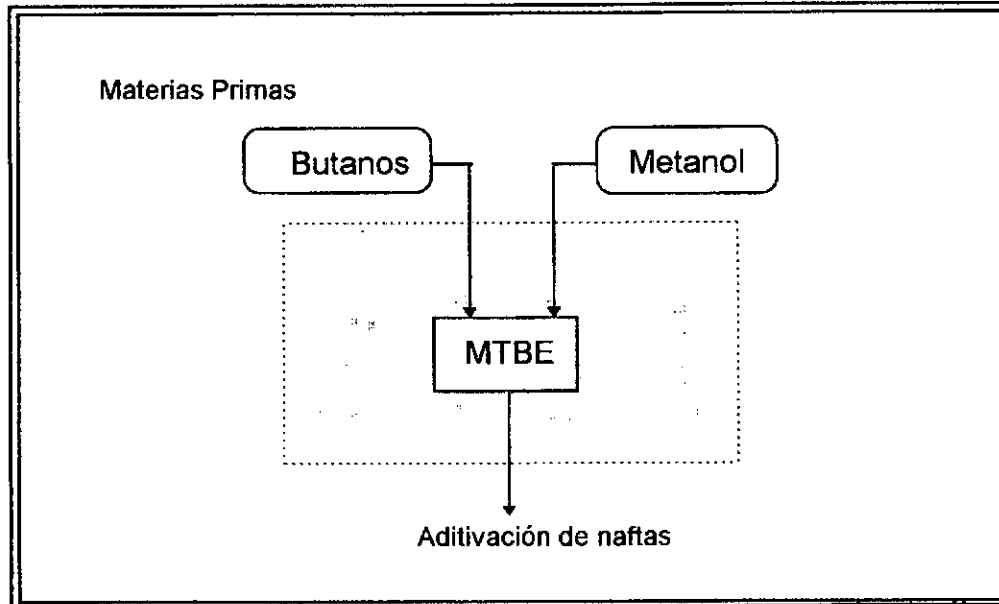 Materias Primas
Butanos
Metanol
MTBE
Aditivación de naftas